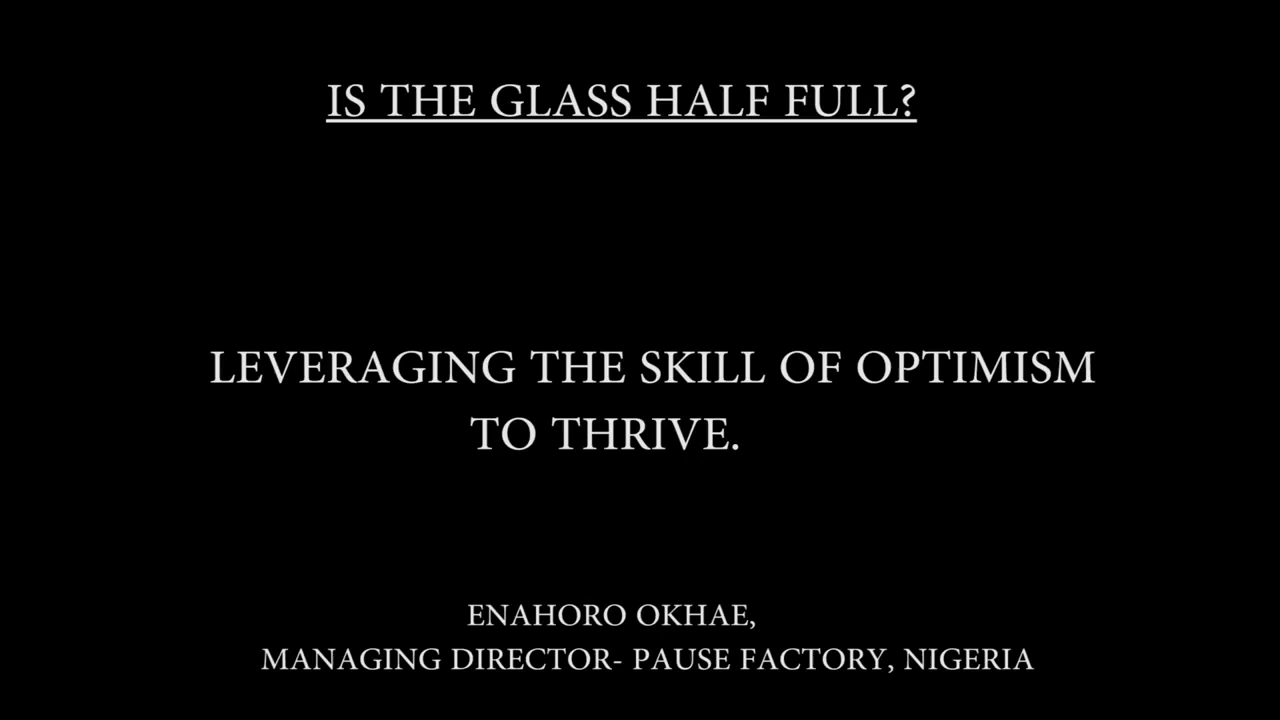 IS THE GLASS HALF FULL?
LEVERAGING THE SKILL OF OPTIMISM
TO THRIVE.
ENAHORO OKHAE,
MANAGING DIRECTOR- PAUSE FACTORY, NIGERIA